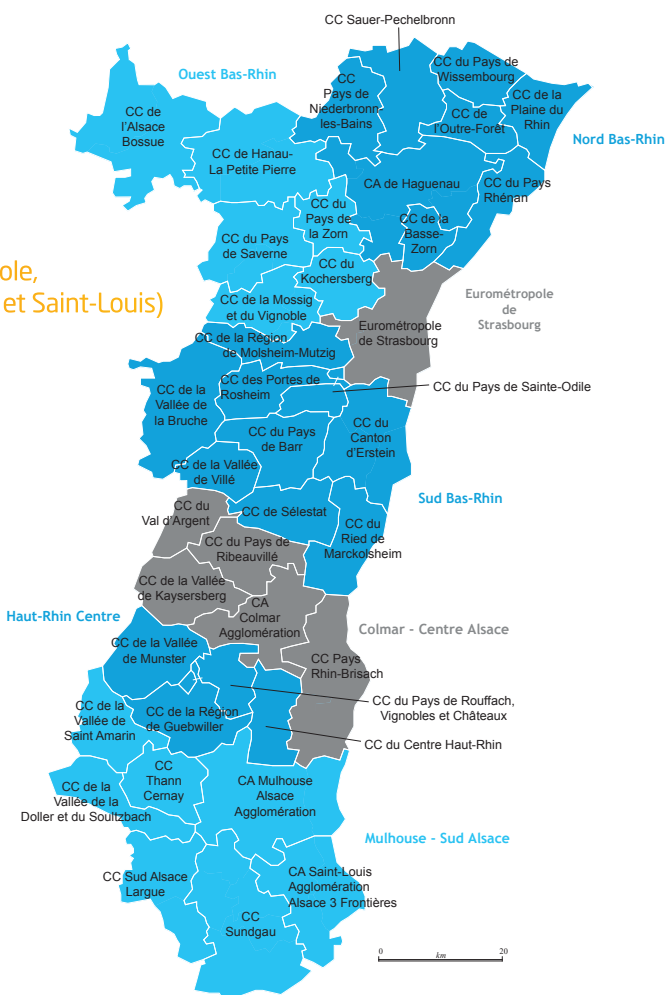 CC Sauer-Pechelbronn
Ouest Bas-Rhin
CC du Pays de
Wissembourg
CC
Pays de
Niederbronn-
les-Bains
CC de la
Plaine du
Rhin
CC de
l'Alsace
Bossue
CC de
l'Outre-Forêt
Nord Bas-Rhin
CC de Hanau-
La Petite Pierre
CA de Haguenau
CC du Pays
Rhénan
CC du
Pays de
la Zorn
CC de la
Basse-
Zorn
CC du Pays
de Saverne
CC du
Kochersberg
ole,
et Saint-Louis)
CC de la Mossig
et du Vignoble
Eurométropole
de
Strasbourg
Eurométropole
de Strasbourg
CC de la Région
de Molsheim-Mutzig
CC des Portes de
Rosheim
CC du Pays de Sainte-Odile
CC de la
Vallée de
la Bruche
CC du
Canton
d'Erstein
CC du Pays
de Barr
CC de la Vallée
de Villé
Sud Bas-Rhin
CC du
Val d'Argent
CC de Sélestat
CC du
Ried de
Marckolsheim
CC du Pays de
Ribeauvillé
CC de la Vallée
de Kaysersberg
CA
Colmar
Agglomération
Haut-Rhin Centre
Colmar - Centre Alsace
CC de la Vallée
de Munster
CC Pays
Rhin-Brisach
CC du Pays de Rouffach,
Vignobles et Châteaux
CC de la
Vallée de
Saint Amarin
CC de la Région
de Guebwiller
CC du Centre Haut-Rhin
CC
Thann
Cernay
CC de la
Vallée de la
Doller et du Soultzbach
CA Mulhouse
Alsace
Agglomération
Mulhouse - Sud Alsace
CC Sud Alsace
Largue
CA Saint-Louis
Agglomération
Alsace 3 Frontières
CC
Sundgau
0 20
km